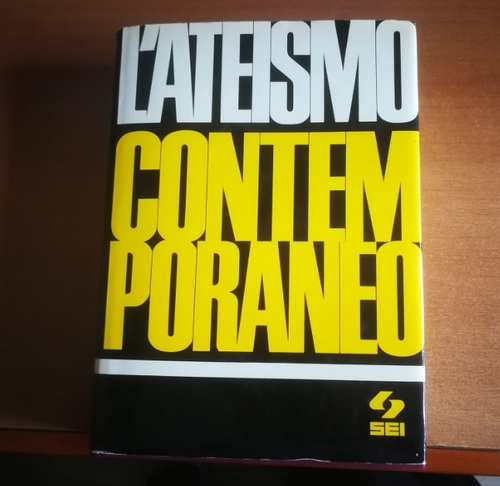 L'ATEISMO
CONTEM
PORANEO
SEI